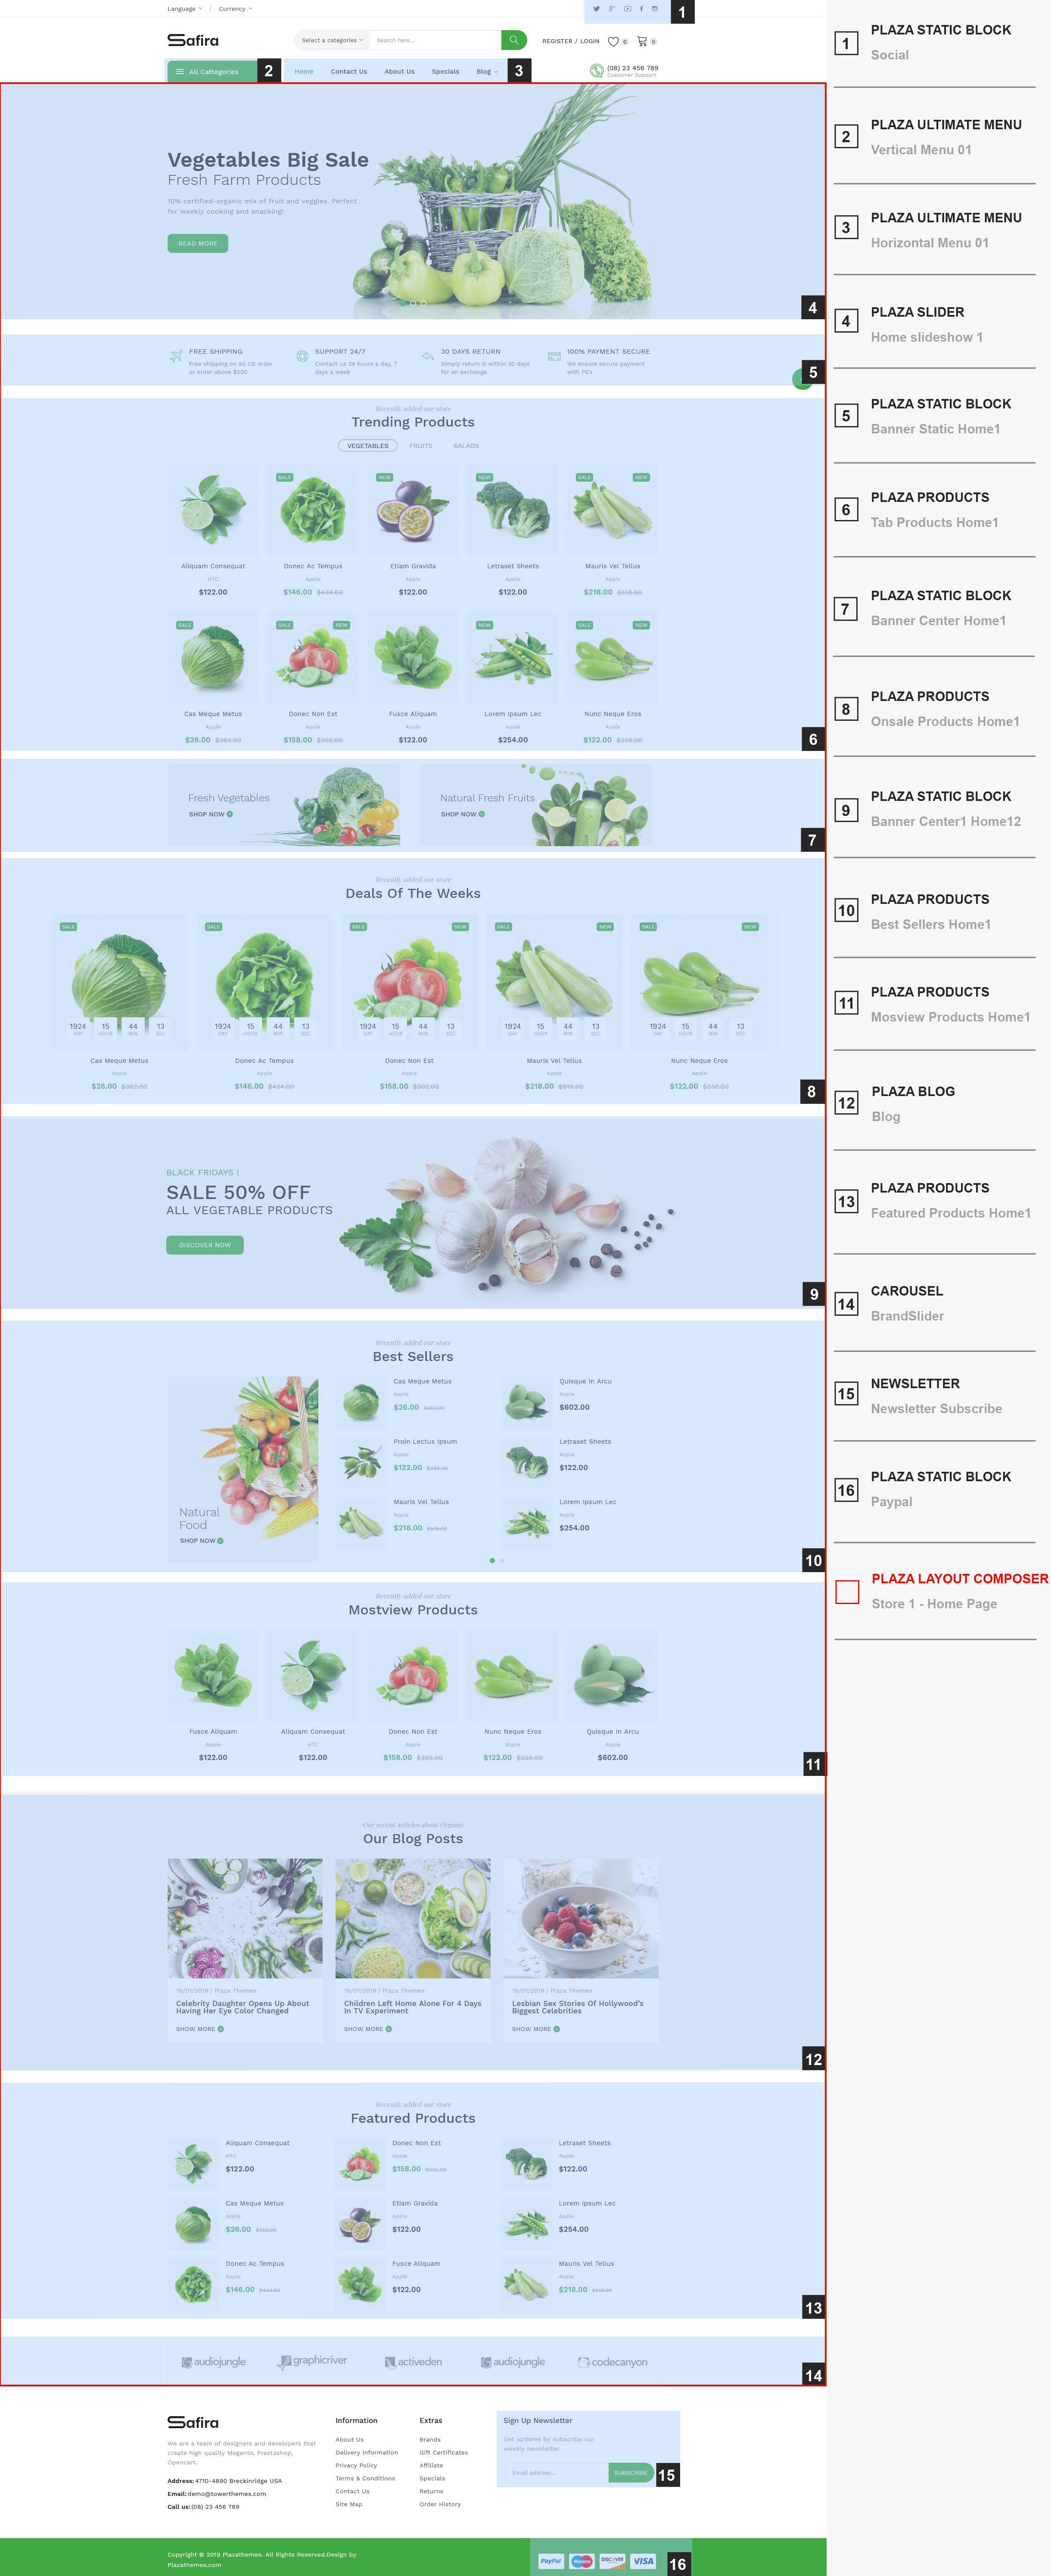 Language
Currency
1
Safira
Select a categories
Search here...
REGISTER / LOGIN
0
0
All Cattegories
2
Home
Contact Us
About Us
Specials
Blog
3
(08) 23 456 789
Customer Support
Vegetables Big Sale
Fresh Farm Products
10% certified-organic mix of fruit and veggies. Perfect
for weekly cooking and snacking!
READ MORE
4
FREE SHIPPING
Free shipping on all US order
or order above $200
SUPPORT 24/7
Contact us 24 hours a day, 7
days a week
30 DAYS RETURN
Simply return it within 30 days
for an exchange
100% PAYMENT SECURE
We ensure secure payment
with PEV
5
Recently added our store
Trending Products
VEGETABLES
FRUITS
SALADS
SALE
NEW
NEW
SALE
NEW
Aliquam Consequat
HTC
$122.00
Donec Ac Tempus
Apple
$146.00 $434.00
Etiam Gravida
Apple
$122.00
Letraset Sheets
Apple
$122.00
Mauris Vel Tellus
Apple
$218.00 $518.00
SALE
SALE
NEW
NEW
SALE
NEW
Cas Meque Metus
Apple
$26.00 $362.00
Donec Non Est
Apple
$158.00 $302.00
Fusce Aliquam
Apple
$122.00
Lorem Ipsum Lec
Apple
$254.00
Nunc Neque Eros
Apple
$122.00 $338.00
6
Fresh Vegetables
SHOP NOW
Natural Fresh Fruits
SHOP NOW
7
Recently added our store
Deals Of The Weeks
SALE
SALE
SALE
NEW
SALE
NEW
SALE
NEW
1924 15 44 13
DAY HOUR MIN SEC
1924 15 44 13
DAY HOUR MIN SEC
1924 15 44 13
DAY HOUR MIN SEC
1924 15 44 13
DAY HOUR MIN SEC
1924 15 44 13
DAY HOUR MIN SEC
Cas Meque Metus
Apple
$26.00 $362.00
Donec Ac Tempus
Apple
$146.00 $434.00
Donec Non Est
Apple
$158.00 $302.00
Mauris Vel Tellus
Apple
$218.00 $518.00
Nunc Neque Eros
Apple
$122.00 $338.00
8
BLACK FRIDAYS !
SALE 50% OFF
ALL VEGETABLE PRODUCTS
DISCOVER NOW
9
Recently added our store
Best Sellers
Natural
Food
SHOP NOW
Cas Meque Metus
Apple
$26.00 $362.00
Quisque In Arcu
Apple
$602.00
Proin Lectus Ipsum
Apple
$122.00
Letraset Sheets
Apple
$122.00
Mauris Vel Tellus
Apple
$218.00 $518.00
Lorem Ipsum Lec
Apple
$254.00
10
Recently added our store
Mostview Products
Fusce Aliquam
Apple
$122.00
Aliquam Consequat
HTC
$122.00
Donec Non Est
Apple
$158.00 $302.00
Nunc Neque Eros
Apple
$122.00 $338.00
Quisque In Arcu
Apple
$602.00
11
Our recent articles about Organic
Our Blog Posts
16/01/2019 | Plaza Themes
Celebrity Daughter Opens Up About
Having Her Eye Color Changed
SHOW MORE
16/01/2019 | Plaza Themes
Children Left Home Alone For 4 Days
In TV Experiment
SHOW MORE
16/01/2019 | Plaza Themes
Lesbian Sex Stories Of Hollywood's
Biggest Celebrities
SHOW MORE
12
Recently added our store
Featured Products
Aliquam Consequat
HTC
$122.00
Donec Non Est
Apple
$158.00 $302.00
Letraset Sheets
Apple
$122.00
Cas Meque Metus
Apple
$26.00 $362.00
Etiam Gravida
Apple
$122.00
Lorem Ipsum Lec
Apple
$254.00
Donec Ac Tempus
Apple
$146.00 $434.00
Fusce Aliquam
Apple
$122.00
Mauris Vel Tellus
Apple
$218.00 $518.00
13
audiojungle
graphicriver
activeden
audiojungle
codecanyon
14
Safira
We are a team of designers and developers that
create high quality Magento, Prestashop,
Opencart.
Address: 4710-4890 Breckinridge USA
Email: demo@towerthemes.com
Call us: (08) 23 456 789
Information
About Us
Delivery Information
Privacy Policy
Terms & Conditions
Contact Us
Site Map
Extras
Brands
Gift Certificates
Affiliate
Specials
Returns
Order History
Sign Up Newsletter
Get updates by subscribe our
weekly newsletter
Email address...
SUBSCRIBE
15
Copyright © 2019 Plazathemes. All Rights Reserved.Design by
Plazathemes.com
PayPal
Maestro
DISCOVER
VISA
16
1
PLAZA STATIC BLOCK
Social
2
PLAZA ULTIMATE MENU
Vertical Menu 01
3
PLAZA ULTIMATE MENU
Horizontal Menu 01
4
PLAZA SLIDER
Home slideshow 1
5
PLAZA STATIC BLOCK
Banner Static Home1
6
PLAZA PRODUCTS
Tab Products Home1
7
PLAZA STATIC BLOCK
Banner Center Home1
8
PLAZA PRODUCTS
Onsale Products Home1
9
PLAZA STATIC BLOCK
Banner Center1 Home12
10
PLAZA PRODUCTS
Best Sellers Home1
11
PLAZA PRODUCTS
Mosview Products Home1
12
PLAZA BLOG
Blog
13
PLAZA PRODUCTS
Featured Products Home1
14
CAROUSEL
BrandSlider
15
NEWSLETTER
Newsletter Subscribe
16
PLAZA STATIC BLOCK
Paypal
PLAZA LAYOUT COMPOSER
Store 1 - Home Page